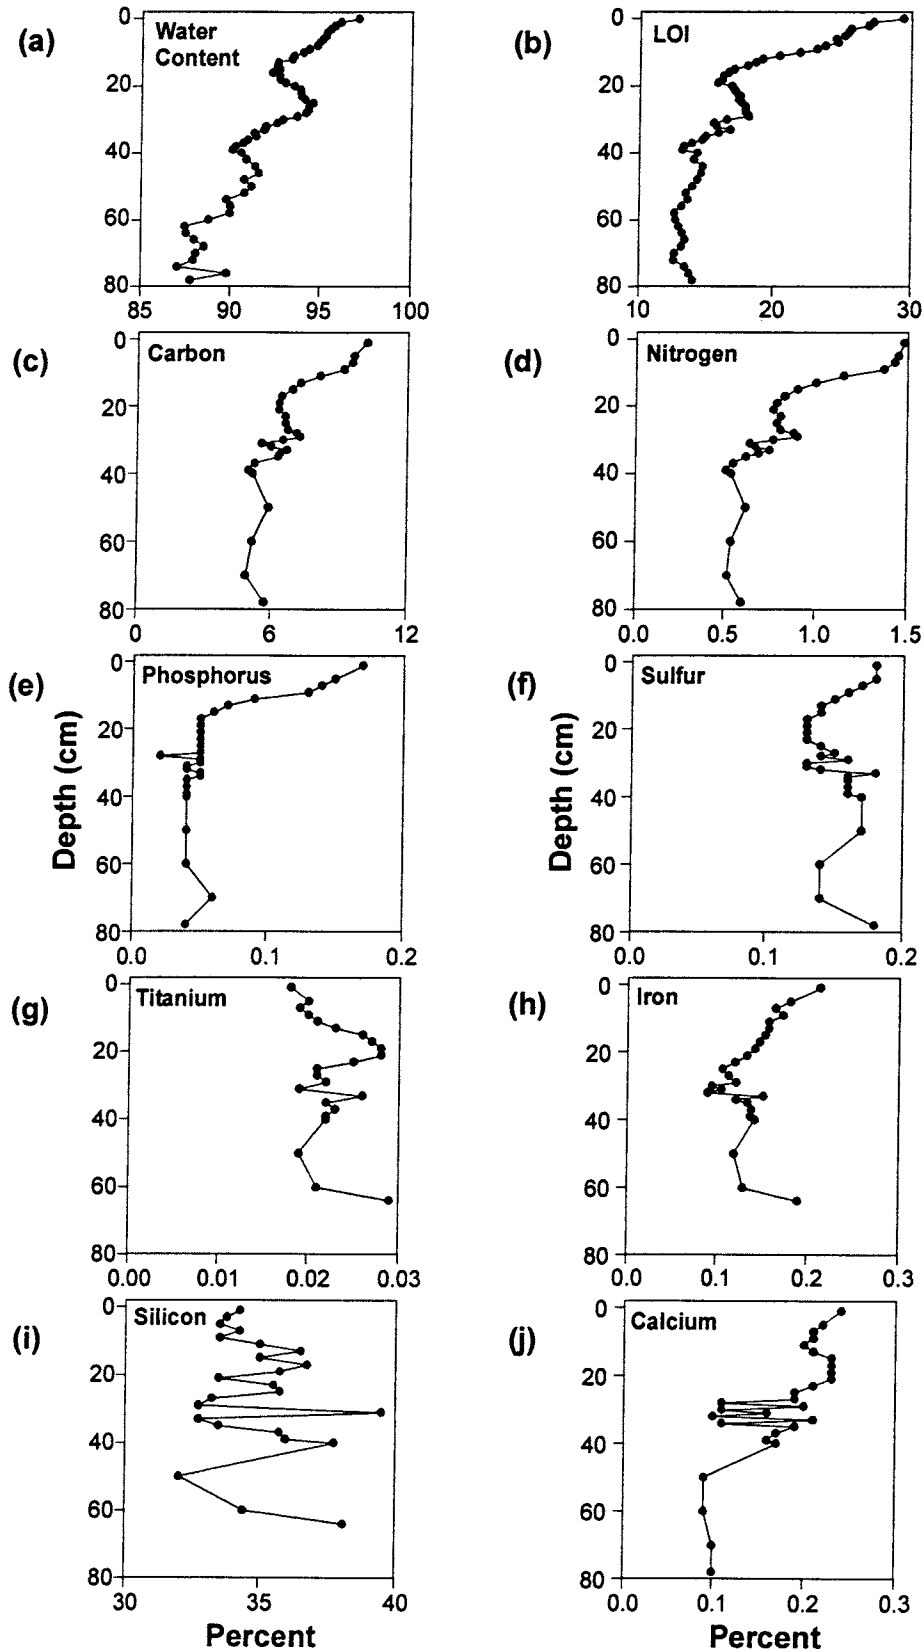 (a)
Water
Content
0
20
40
60
80
85 90 95 100
(b)
LOI
0
20
40
60
80
10 20 30
(c)
Carbon
0
20
40
60
80
0 6 12
(d)
Nitrogen
0
20
40
60
80
0.0 0.5 1.0 1.5
(e)
Phosphorus
Depth (cm)
0
20
40
60
80
0.0 0.1 0.2
(f)
Sulfur
Depth (cm)
0
20
40
60
80
0.0 0.1 0.2
(g)
Titanium
0
20
40
60
80
0.00 0.01 0.02 0.03
(h)
Iron
0
20
40
60
80
0.0 0.1 0.2 0.3
(i)
Silicon
0
20
40
60
80
30 35 40
Percent
(j)
Calcium
0
20
40
60
80
0.0 0.1 0.2 0.3
Percent